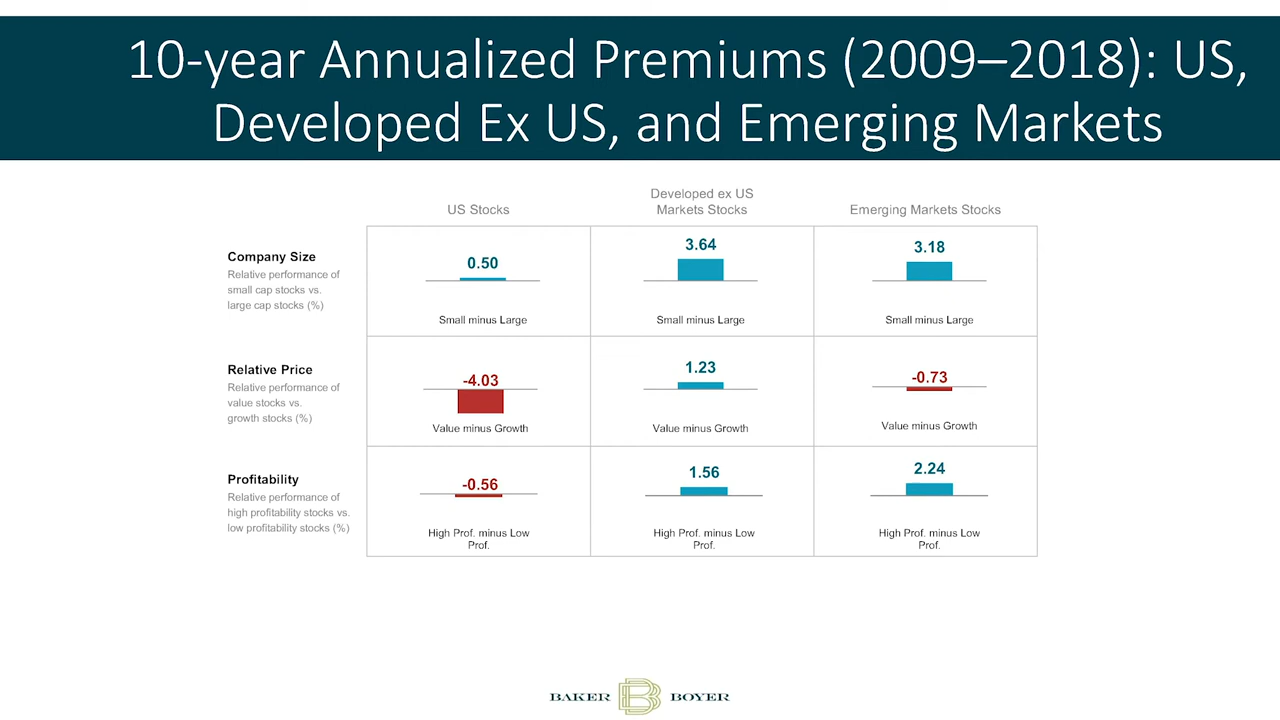 10-year Annualized Premiums (2009–2018): US,
Developed Ex US, and Emerging Markets
US Stocks
Developed ex US
Markets Stocks
Emerging Markets Stocks
Company Size
Relative performance of
small cap stocks vs.
large cap stocks (%)
0.50
Small minus Large
3.64
Small minus Large
3.18
Small minus Large
Relative Price
Relative performance of
value stocks vs.
growth stocks (%)
-4.03
Value minus Growth
1.23
Value minus Growth
-0.73
Value minus Growth
Profitability
Relative performance of
high profitability stocks vs.
low profitability stocks (%)
-0.56
High Prof. minus Low
Prof.
1.56
High Prof. minus Low
Prof.
2.24
High Prof. minus Low
Prof.
BAKER BOYER